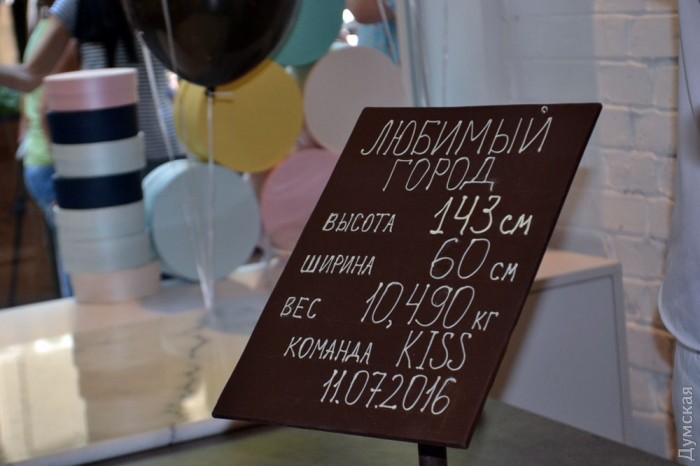 ЛЮБИМЫЙ
ГОРОД
ВЫСОТА 143 см
ШИРИНА 60 см
ВЕС 10,490 кг
КОМАНДА KISS
11.07.2016
Думская